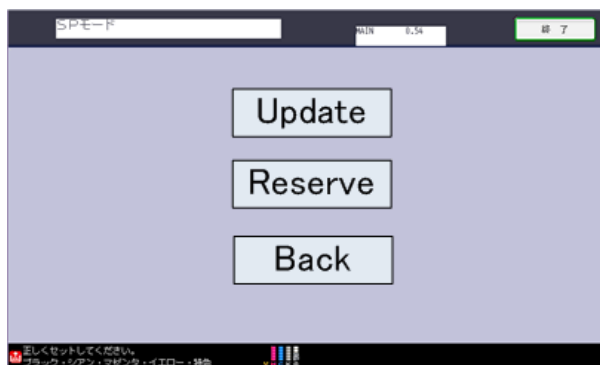 SPモード
MAIN 0.54
終 了
Update
Reserve
Back
正しくセットしてください。
ブラック・シアン・マゼンタ・イエロー・特色